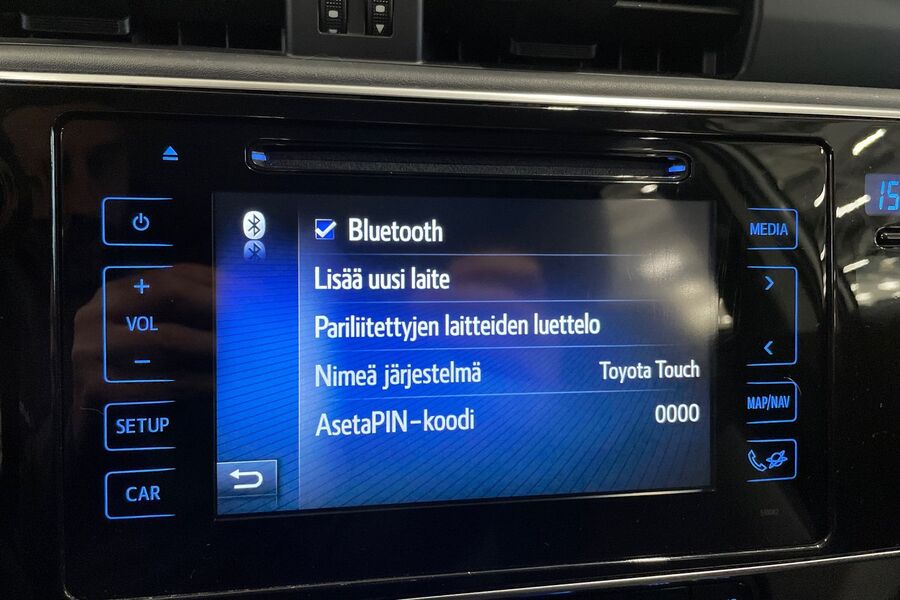 Bluetooth
Lisää uusi laite
Pariliitettyjen laitteiden luettelo
Nimeä järjestelmä Toyota Touch
AsetaPIN-koodi 0000
+
VOL
−
SETUP
CAR
MEDIA
>
<
MAP/NAV
15